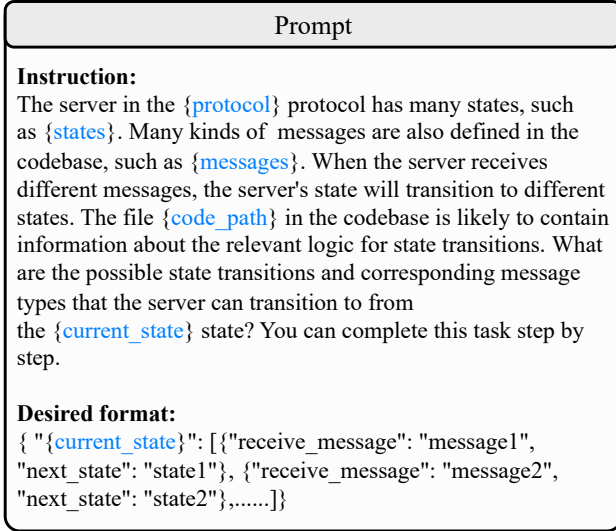 Prompt
Instruction:
The server in the {protocol} protocol has many states, such
as {states}. Many kinds of messages are also defined in the
codebase, such as {messages}. When the server receives
different messages, the server's state will transition to different
states. The file {code_path} in the codebase is likely to contain
information about the relevant logic for state transitions. What
are the possible state transitions and corresponding message
types that the server can transition to from
the {current_state} state? You can complete this task step by
step.
Desired format:
{ "{current_state}": [{"receive_message": "message1",
"next_state": "state1"}, {"receive_message": "message2",
"next_state": "state2"},......]}